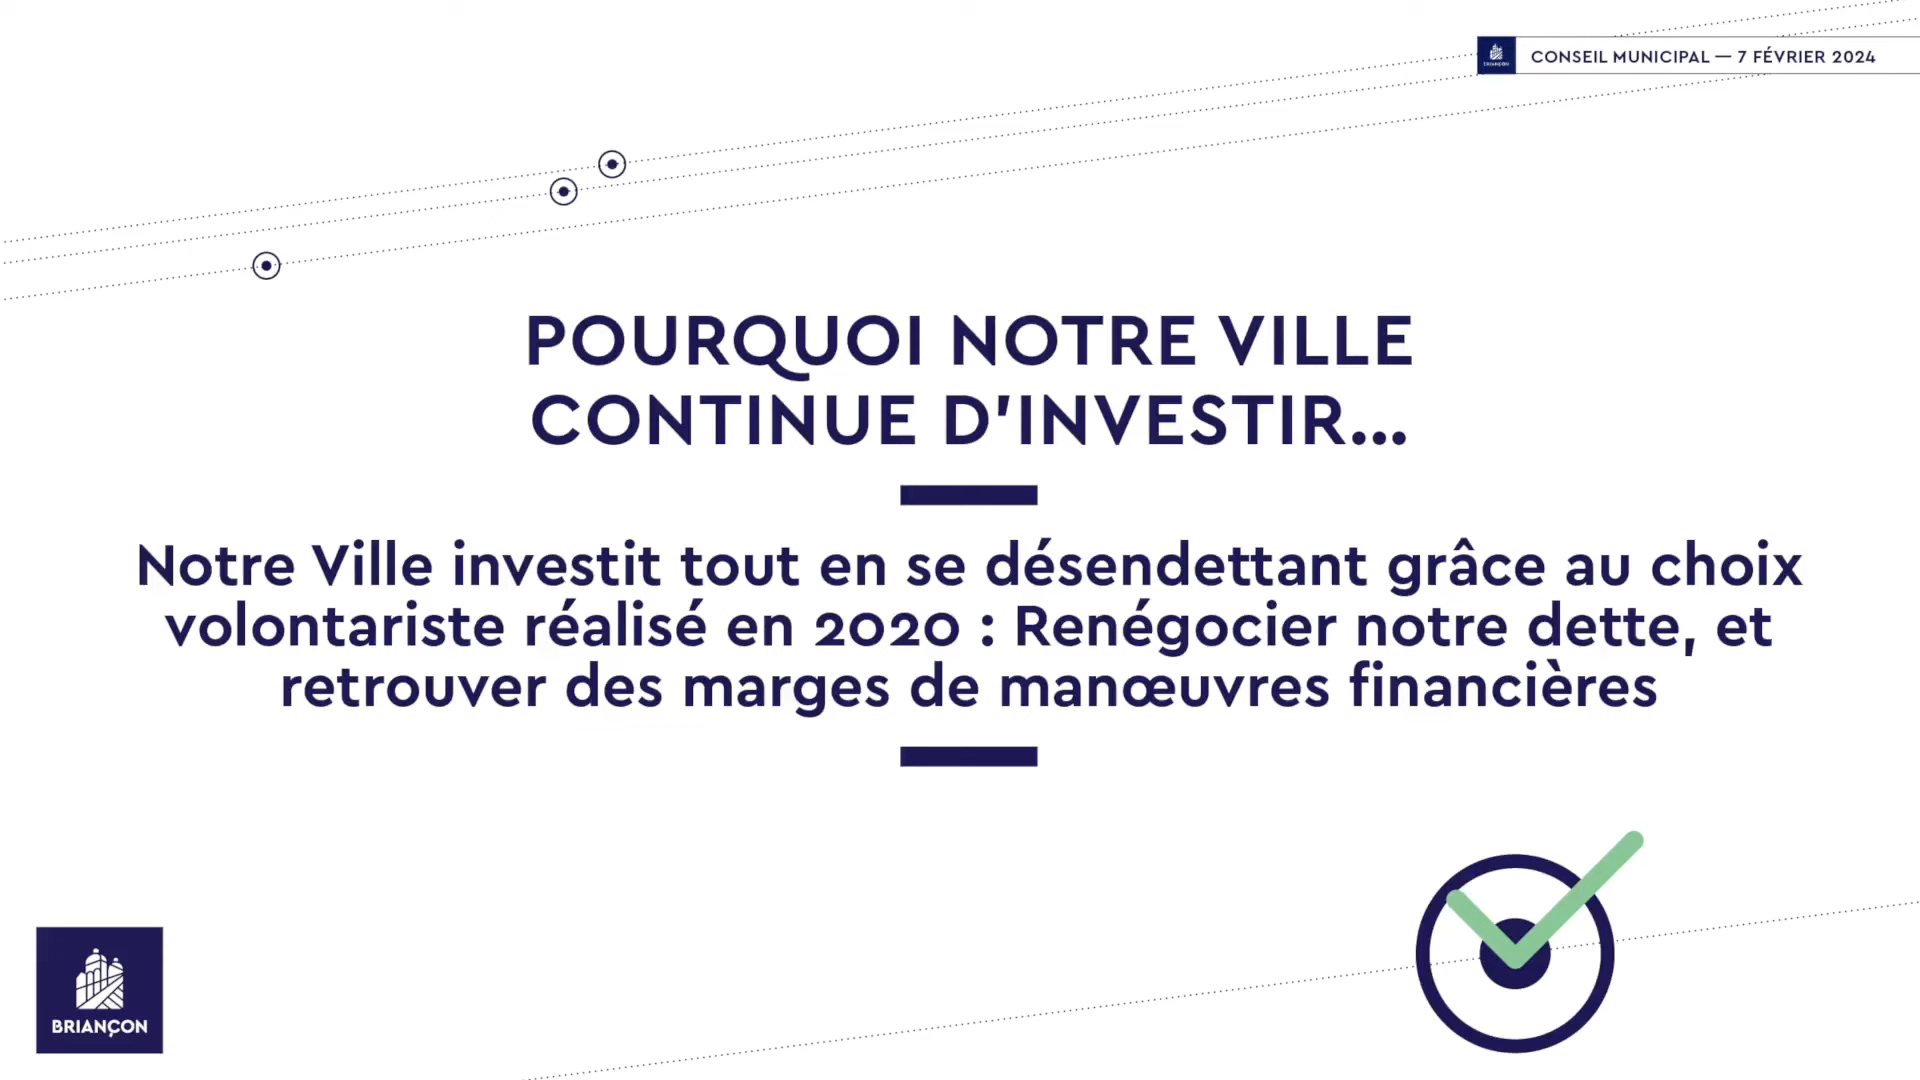 CONSEIL MUNICIPAL — 7 FÉVRIER 2024
POURQUOI NOTRE VILLE
CONTINUE D'INVESTIR...
Notre Ville investit tout en se désendettant grâce au choix
volontariste réalisé en 2020 : Renégocier notre dette, et
retrouver des marges de manœuvres financières
BRIANÇON